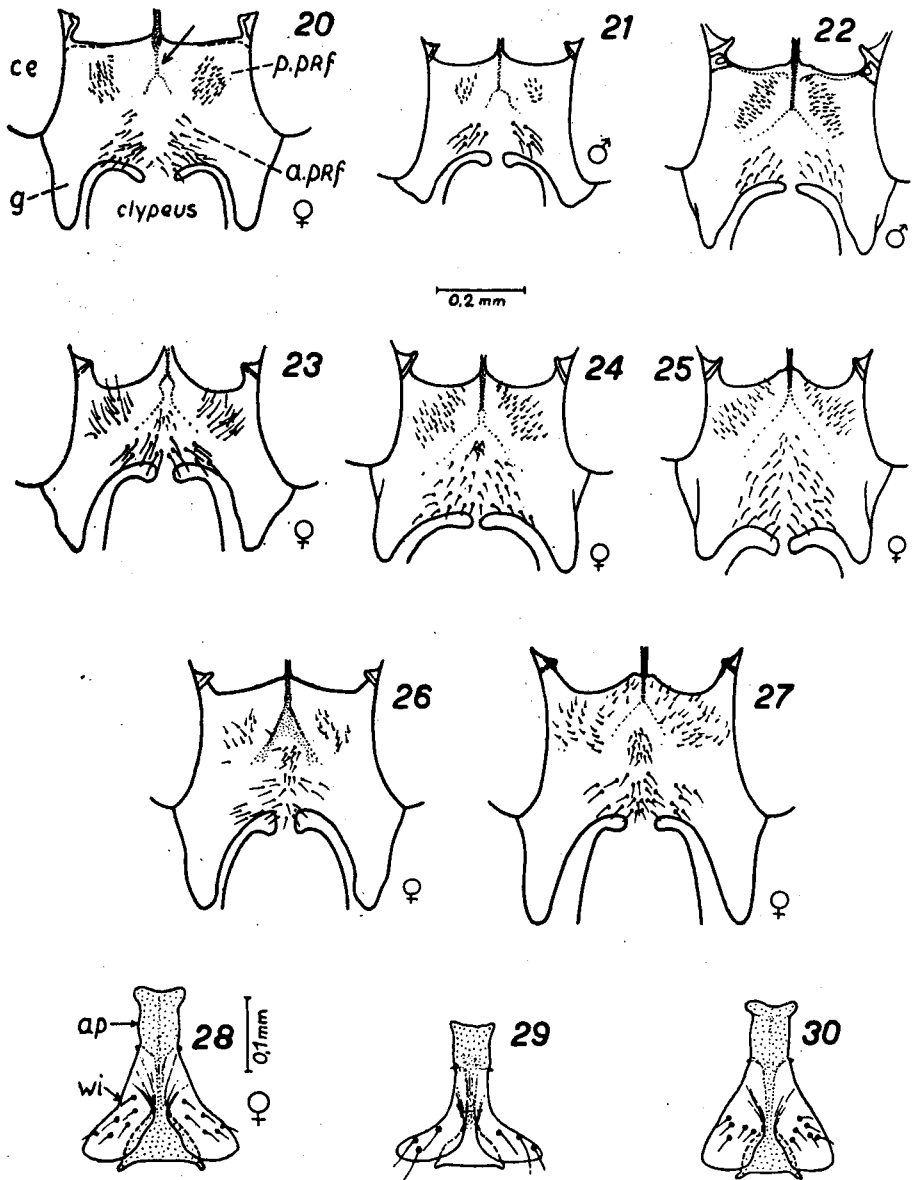 20
21
22
ce
p.pRf
a.pRf
g
clypeus
♀
♂
♂
0,2 mm
23
24
25
♀
♀
♀
26
27
♀
♀
ap
28
0,1mm
29
30
wi
♀